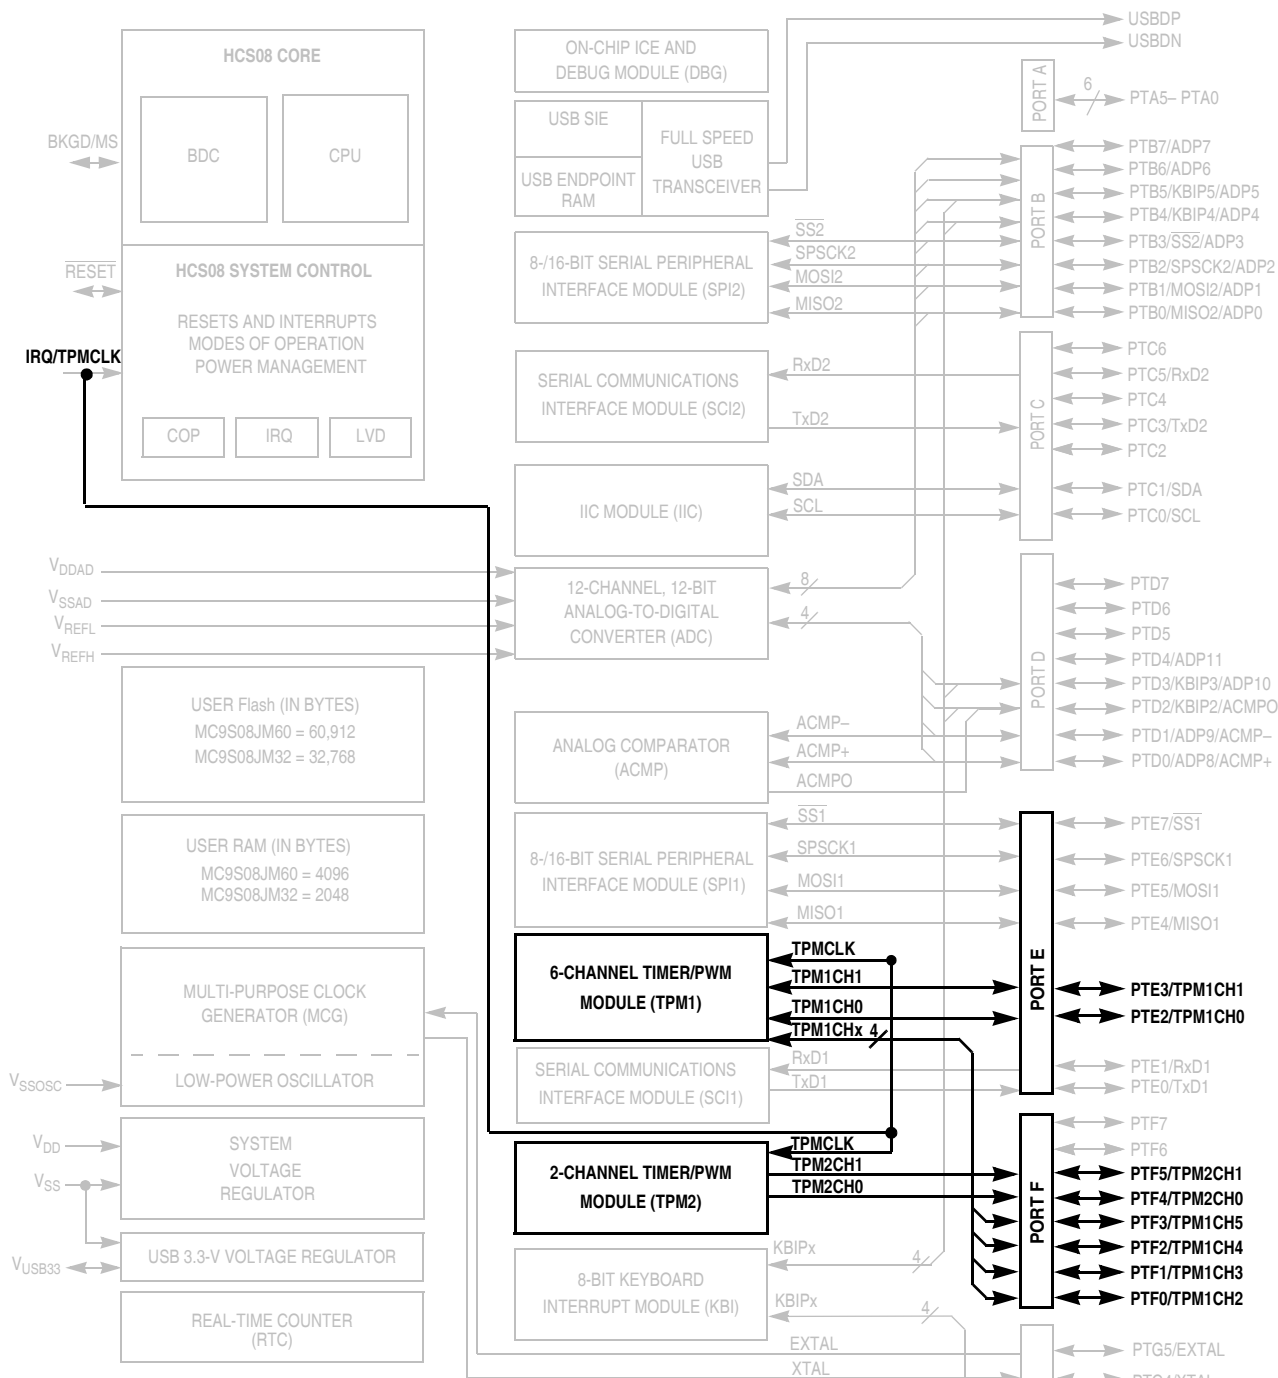 HCS08 CORE
BDC
CPU
BKGD/MS
RESET
HCS08 SYSTEM CONTROL
RESETS AND INTERRUPTS
MODES OF OPERATION
POWER MANAGEMENT
IRQ/TPMCLK
COP
IRQ
LVD
VDDAD
VSSAD
VREFL
VREFH
USER Flash (IN BYTES)
MC9S08JM60 = 60,912
MC9S08JM32 = 32,768
USER RAM (IN BYTES)
MC9S08JM60 = 4096
MC9S08JM32 = 2048
MULTI-PURPOSE CLOCK
GENERATOR (MCG)
LOW-POWER OSCILLATOR
VSSOSC
VDD
VSS
SYSTEM
VOLTAGE
REGULATOR
VUSB33
USB 3.3-V VOLTAGE REGULATOR
REAL-TIME COUNTER
(RTC)
ON-CHIP ICE AND
DEBUG MODULE (DBG)
USB SIE
USB ENDPOINT
RAM
FULL SPEED
USB
TRANSCEIVER
8-/16-BIT SERIAL PERIPHERAL
INTERFACE MODULE (SPI2)
SS2
SPSCK2
MOSI2
MISO2
SERIAL COMMUNICATIONS
INTERFACE MODULE (SCI2)
RxD2
TxD2
IIC MODULE (IIC)
SDA
SCL
12-CHANNEL, 12-BIT
ANALOG-TO-DIGITAL
CONVERTER (ADC)
8
4
ANALOG COMPARATOR
(ACMP)
ACMP–
ACMP+
ACMPO
8-/16-BIT SERIAL PERIPHERAL
INTERFACE MODULE (SPI1)
SS1
SPSCK1
MOSI1
MISO1
6-CHANNEL TIMER/PWM
MODULE (TPM1)
TPMCLK
TPM1CH1
TPM1CH0
TPM1CHx 4
SERIAL COMMUNICATIONS
INTERFACE MODULE (SCI1)
RxD1
TxD1
2-CHANNEL TIMER/PWM
MODULE (TPM2)
TPMCLK
TPM2CH1
TPM2CH0
8-BIT KEYBOARD
INTERRUPT MODULE (KBI)
KBIPx
4
KBIPx
4
EXTAL
XTAL
USBDP
USBDN
PORT A
6
PTA5– PTA0
PORT B
PTB7/ADP7
PTB6/ADP6
PTB5/KBIP5/ADP5
PTB4/KBIP4/ADP4
PTB3/SS2/ADP3
PTB2/SPSCK2/ADP2
PTB1/MOSI2/ADP1
PTB0/MISO2/ADP0
PORT C
PTC6
PTC5/RxD2
PTC4
PTC3/TxD2
PTC2
PTC1/SDA
PTC0/SCL
PORT D
PTD7
PTD6
PTD5
PTD4/ADP11
PTD3/KBIP3/ADP10
PTD2/KBIP2/ACMPO
PTD1/ADP9/ACMP–
PTD0/ADP8/ACMP+
PORT E
PTE7/SS1
PTE6/SPSCK1
PTE5/MOSI1
PTE4/MISO1
PTE3/TPM1CH1
PTE2/TPM1CH0
PTE1/RxD1
PTE0/TxD1
PORT F
PTF7
PTF6
PTF5/TPM2CH1
PTF4/TPM2CH0
PTF3/TPM1CH5
PTF2/TPM1CH4
PTF1/TPM1CH3
PTF0/TPM1CH2
PTG5/EXTAL